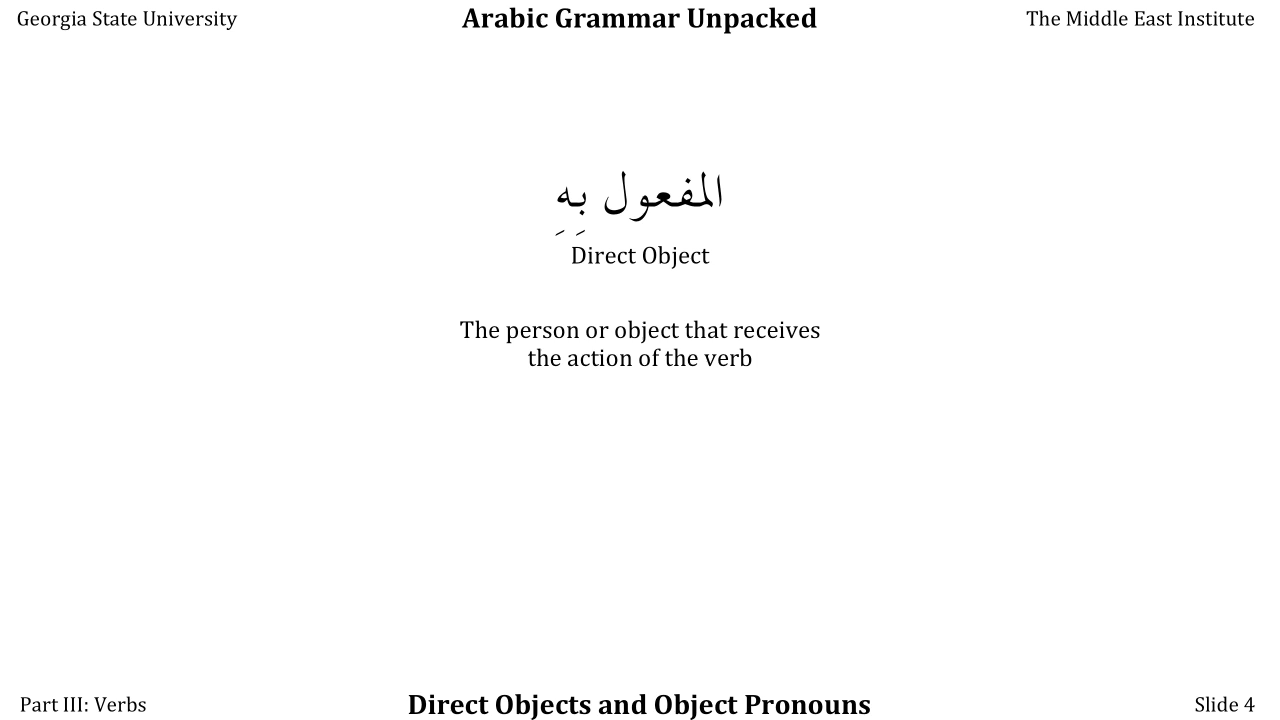 Georgia State University
Arabic Grammar Unpacked
The Middle East Institute
المفعول بِهِ
Direct Object
The person or object that receives
the action of the verb
Part III: Verbs
Direct Objects and Object Pronouns
Slide 4